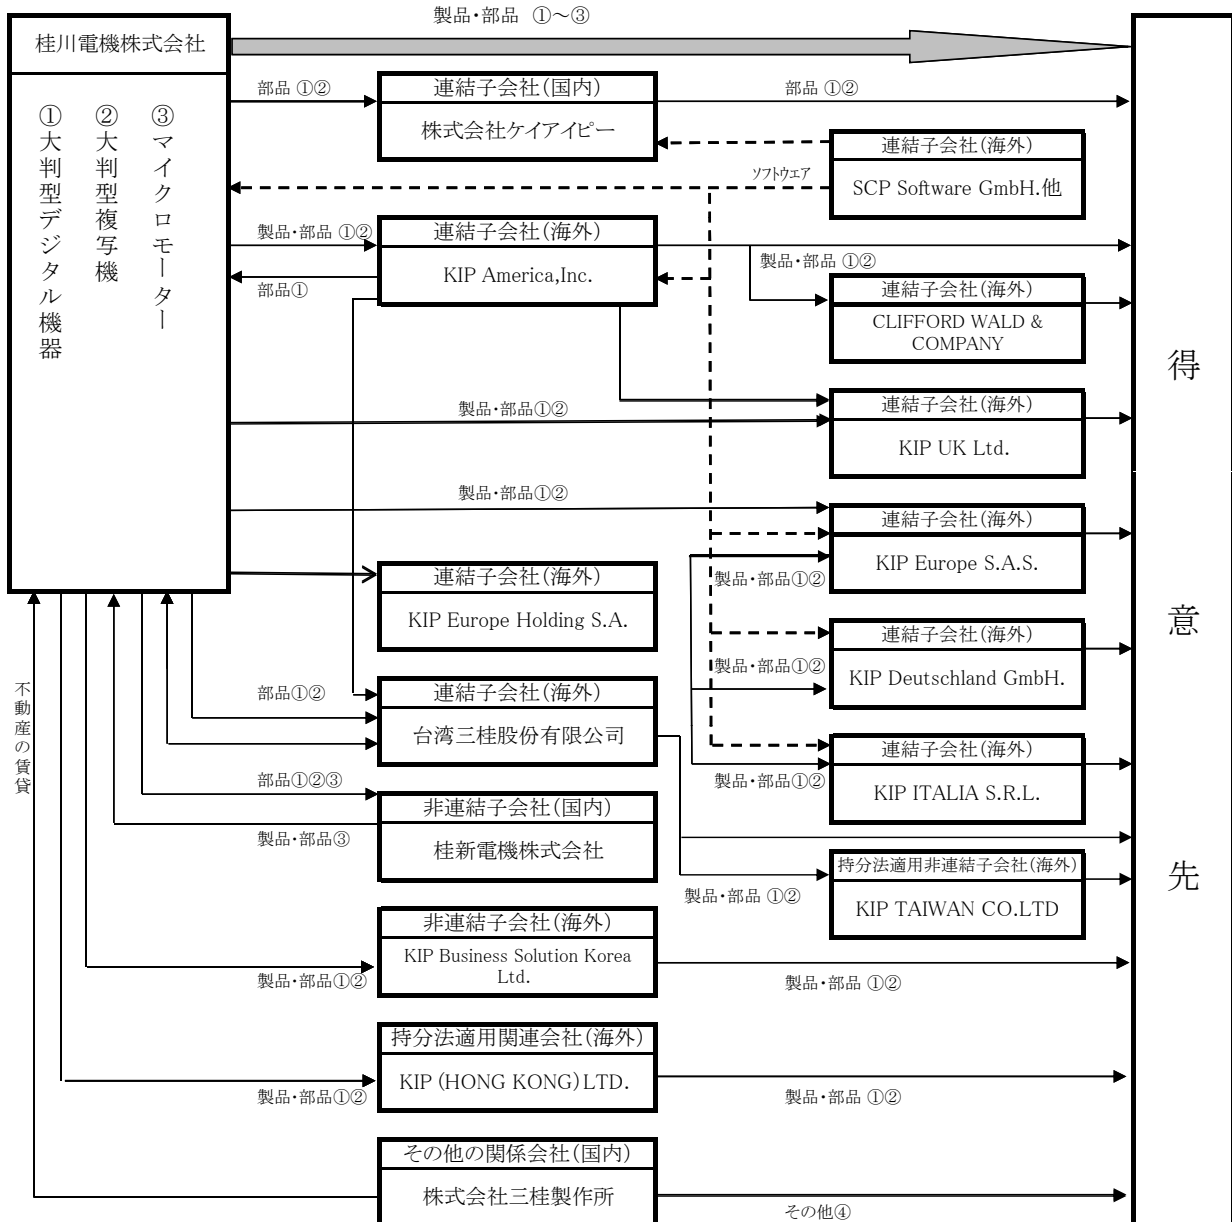 製品・部品 ①～③
桂川電機株式会社
①大判型デジタル機器
②大判型複写機
③マイクロモーター
部品 ①②
連結子会社(国内)
株式会社ケイアイピー
部品 ①②
連結子会社(海外)
SCP Software GmbH.他
ソフトウエア
製品・部品 ①②
連結子会社(海外)
KIP America,Inc.
部品①
製品・部品 ①②
連結子会社(海外)
CLIFFORD WALD &
COMPANY
連結子会社(海外)
KIP UK Ltd.
製品・部品①②
製品・部品①②
連結子会社(海外)
KIP Europe S.A.S.
製品・部品①②
連結子会社(海外)
KIP Europe Holding S.A.
連結子会社(海外)
KIP Deutschland GmbH.
製品・部品①②
部品①②
連結子会社(海外)
台湾三桂股份有限公司
連結子会社(海外)
KIP ITALIA S.R.L.
製品・部品①②
部品①②③
非連結子会社(国内)
桂新電機株式会社
製品・部品③
持分法適用非連結子会社(海外)
KIP TAIWAN CO.LTD
製品・部品 ①②
非連結子会社(海外)
KIP Business Solution Korea
Ltd.
製品・部品①②
製品・部品 ①②
持分法適用関連会社(海外)
KIP (HONG KONG)LTD.
製品・部品①②
製品・部品 ①②
その他の関係会社(国内)
株式会社三桂製作所
その他④
不動産の賃貸
得意先